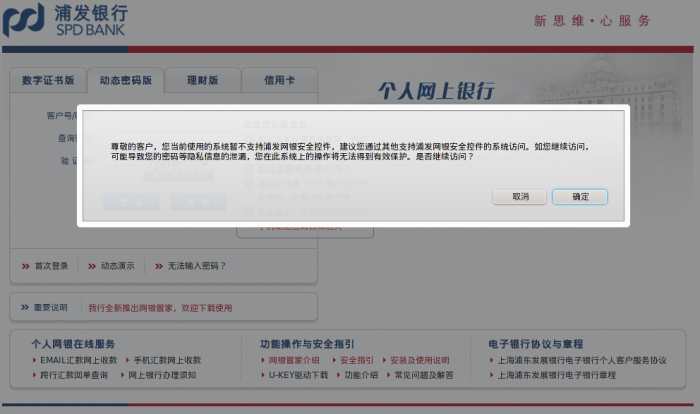 浦发银行
SPD BANK
新思维·心服务
数字证书版 动态密码版 理财版 信用卡
个人网上银行
客户号/
查询
验证
尊敬的客户，您当前使用的系统暂不支持浦发网银安全控件，建议您通过其他支持浦发网银安全控件的系统访问。如您继续访问，
可能导致您的密码等隐私信息的泄漏，您在此系统上的操作将无法得到有效保护。是否继续访问？
取消 确定
首次登录 动态演示 无法输入密码？
重要说明 我行全新推出网银管家，欢迎下载使用
个人网银在线服务 功能操作与安全指引 电子银行协议与章程
EMAIL汇款网上收款 手机汇款网上收款 网银管家介绍 安全指引 安装及使用说明 上海浦东发展银行电子银行个人客户服务协议
跨行汇款回单查询 网上银行办理须知 U-KEY驱动下载 功能介绍 常见问题及解答 上海浦东发展银行电子银行章程